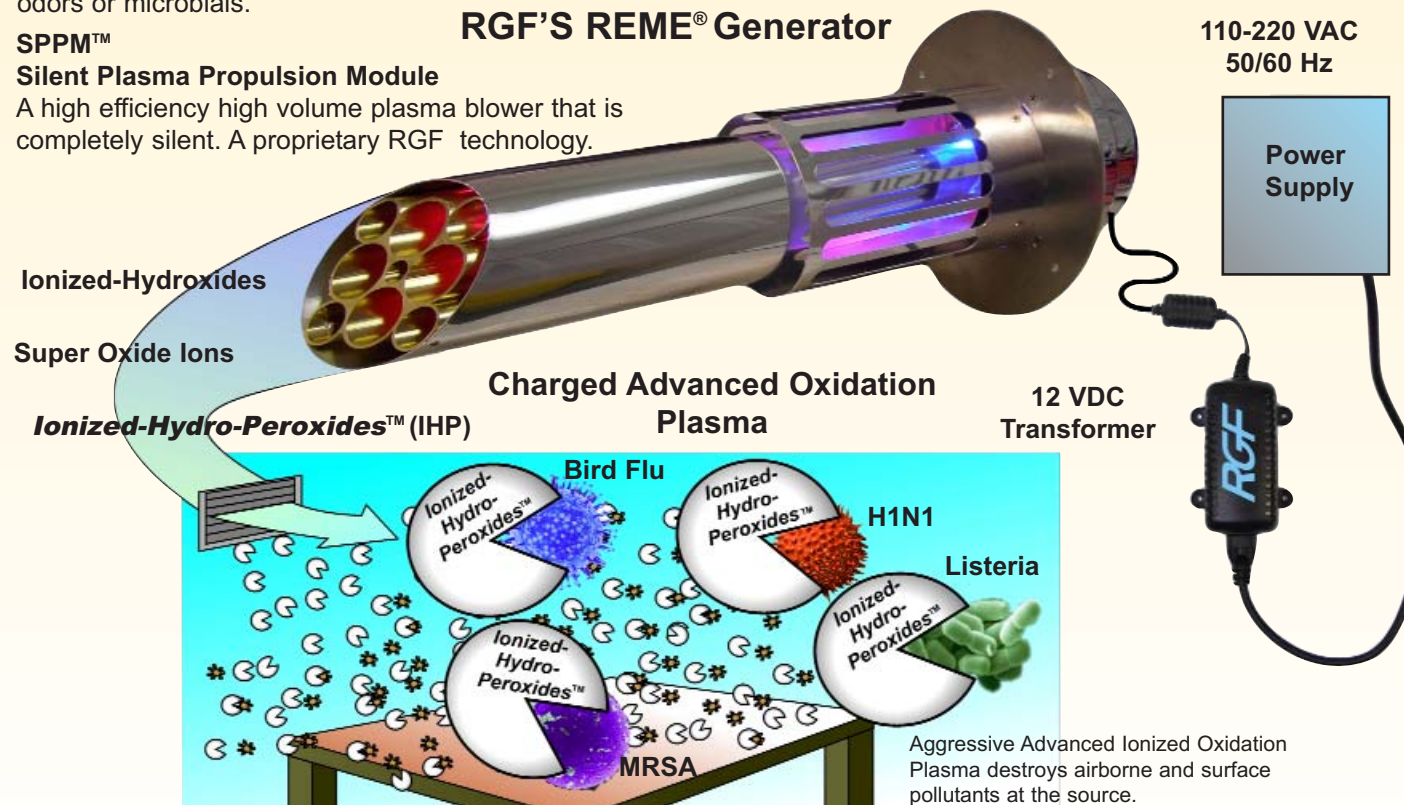 odors or microbials.
SPPM™
Silent Plasma Propulsion Module
A high efficiency high volume plasma blower that is
completely silent. A proprietary RGF technology.
RGF'S REME® Generator
110-220 VAC
50/60 Hz
Power
Supply
Ionized-Hydroxides
Super Oxide Ions
Ionized-Hydro-Peroxides™ (IHP)
Charged Advanced Oxidation
Plasma
12 VDC
Transformer
RGF
Ionized-
Hydro-
Peroxides™
Bird Flu
Ionized-
Hydro-
Peroxides™
H1N1
Ionized-
Hydro-
Peroxides™
Listeria
Ionized-
Hydro-
Peroxides™
MRSA
Aggressive Advanced Ionized Oxidation
Plasma destroys airborne and surface
pollutants at the source.